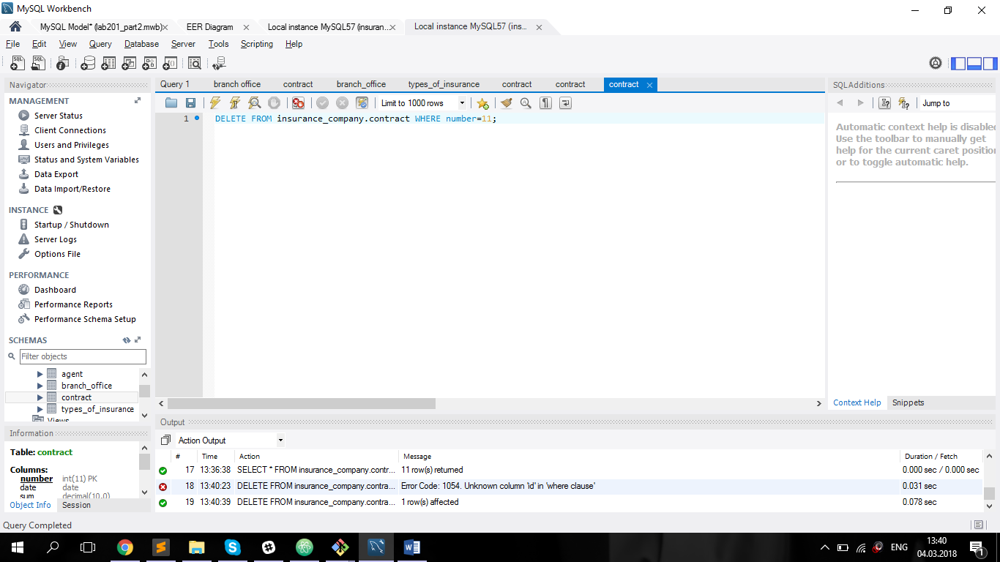 MySQL Workbench
MySQL Model* (lab201_part2.mwb)
EER Diagram
Local instance MySQL57 (insuran...
Local instance MySQL57 (ins...
File Edit View Query Database Server Tools Scripting Help
Navigator
MANAGEMENT
Server Status
Client Connections
Users and Privileges
Status and System Variables
Data Export
Data Import/Restore
INSTANCE
Startup / Shutdown
Server Logs
Options File
PERFORMANCE
Dashboard
Performance Reports
Performance Schema Setup
SCHEMAS
Filter objects
agent
branch_office
contract
types_of_insurance
Views
Information
Table: contract
Columns:
number int(11) PK
date date
sum decimal(10,0)
Object Info Session
Query 1 branch office contract branch_office types_of_insurance contract contract contract
Limit to 1000 rows
1 DELETE FROM insurance_company.contract WHERE number=11;
SQLAdditions
Jump to
Automatic context help is disabled
Use the toolbar to manually get
help for the current caret position
or to toggle automatic help.
Context Help Snippets
Output
Action Output
# Time Action Message Duration / Fetch
17 13:36:38 SELECT * FROM insurance_company.contr... 11 row(s) returned 0.000 sec / 0.000 sec
18 13:40:23 DELETE FROM insurance_company.contra... Error Code: 1054. Unknown column 'id' in 'where clause' 0.031 sec
19 13:40:39 DELETE FROM insurance_company.contra... 1 row(s) affected 0.078 sec
Query Completed
ENG
13:40
04.03.2018
1